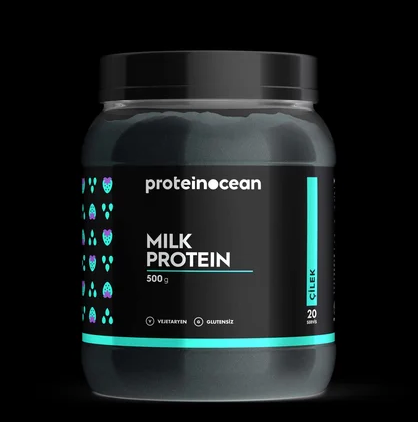 proteinocean
MILK
PROTEIN
500 g
VEJETARYEN
GLUTENSİZ
ÇİLEK
20
SERVİS